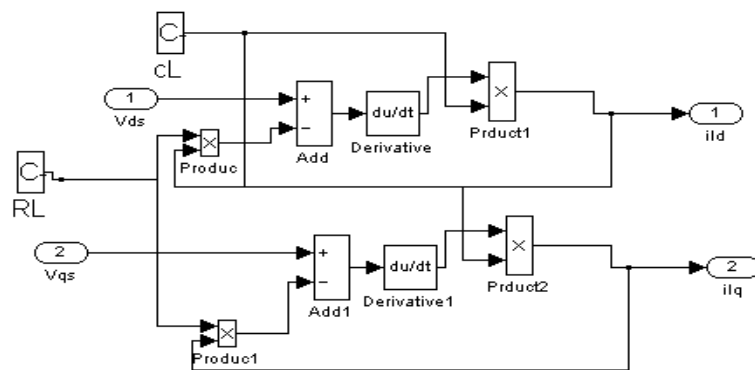 C
cL
1
Vds
+
−
Add
du/dt
Derivative
×
Prduct1
1
ild
×
Produc
C
RL
2
Vqs
+
−
Add1
du/dt
Derivative1
×
Prduct2
2
ilq
×
Produc1